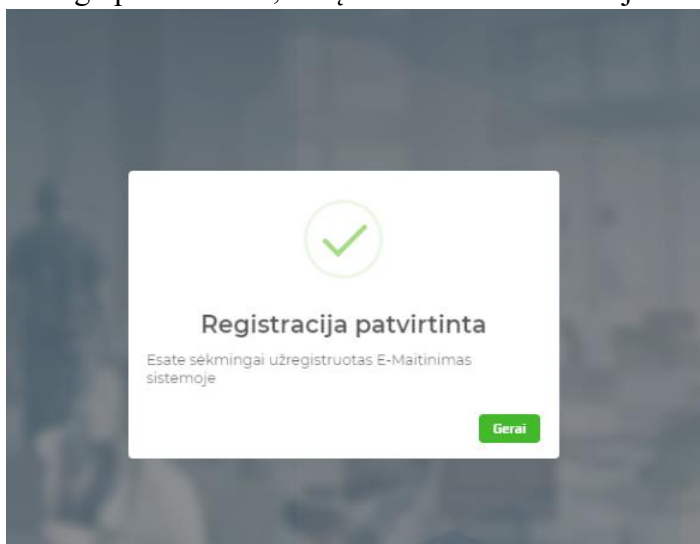 Registracija patvirtinta
Esate sėkmingai užregistruotas E-Maitinimas
sistemoje
Gerai